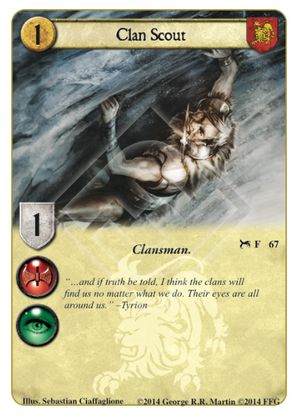 1
Clan Scout
1
Clansman.
F 67
“...and if truth be told, I think the clans will
find us no matter what we do. Their eyes are all
around us.” –Tyrion
Illus. Sebastian Ciaffaglione
©2014 George R.R. Martin ©2014 FFG